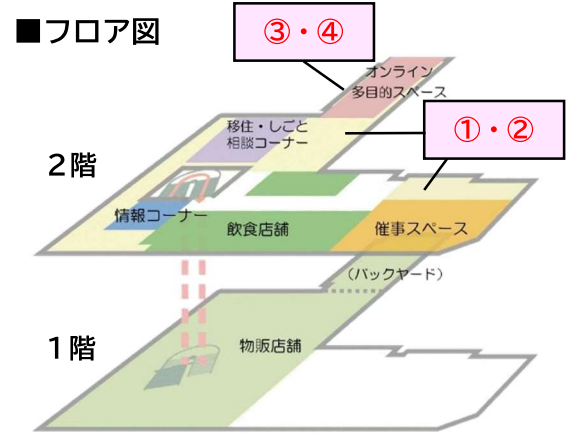 ■フロア図
③・④
オンライン
多目的スペース
①・②
移住・しごと
相談コーナー
2階
情報コーナー
飲食店舗
催事スペース
(バックヤード)
1階
物販店舗